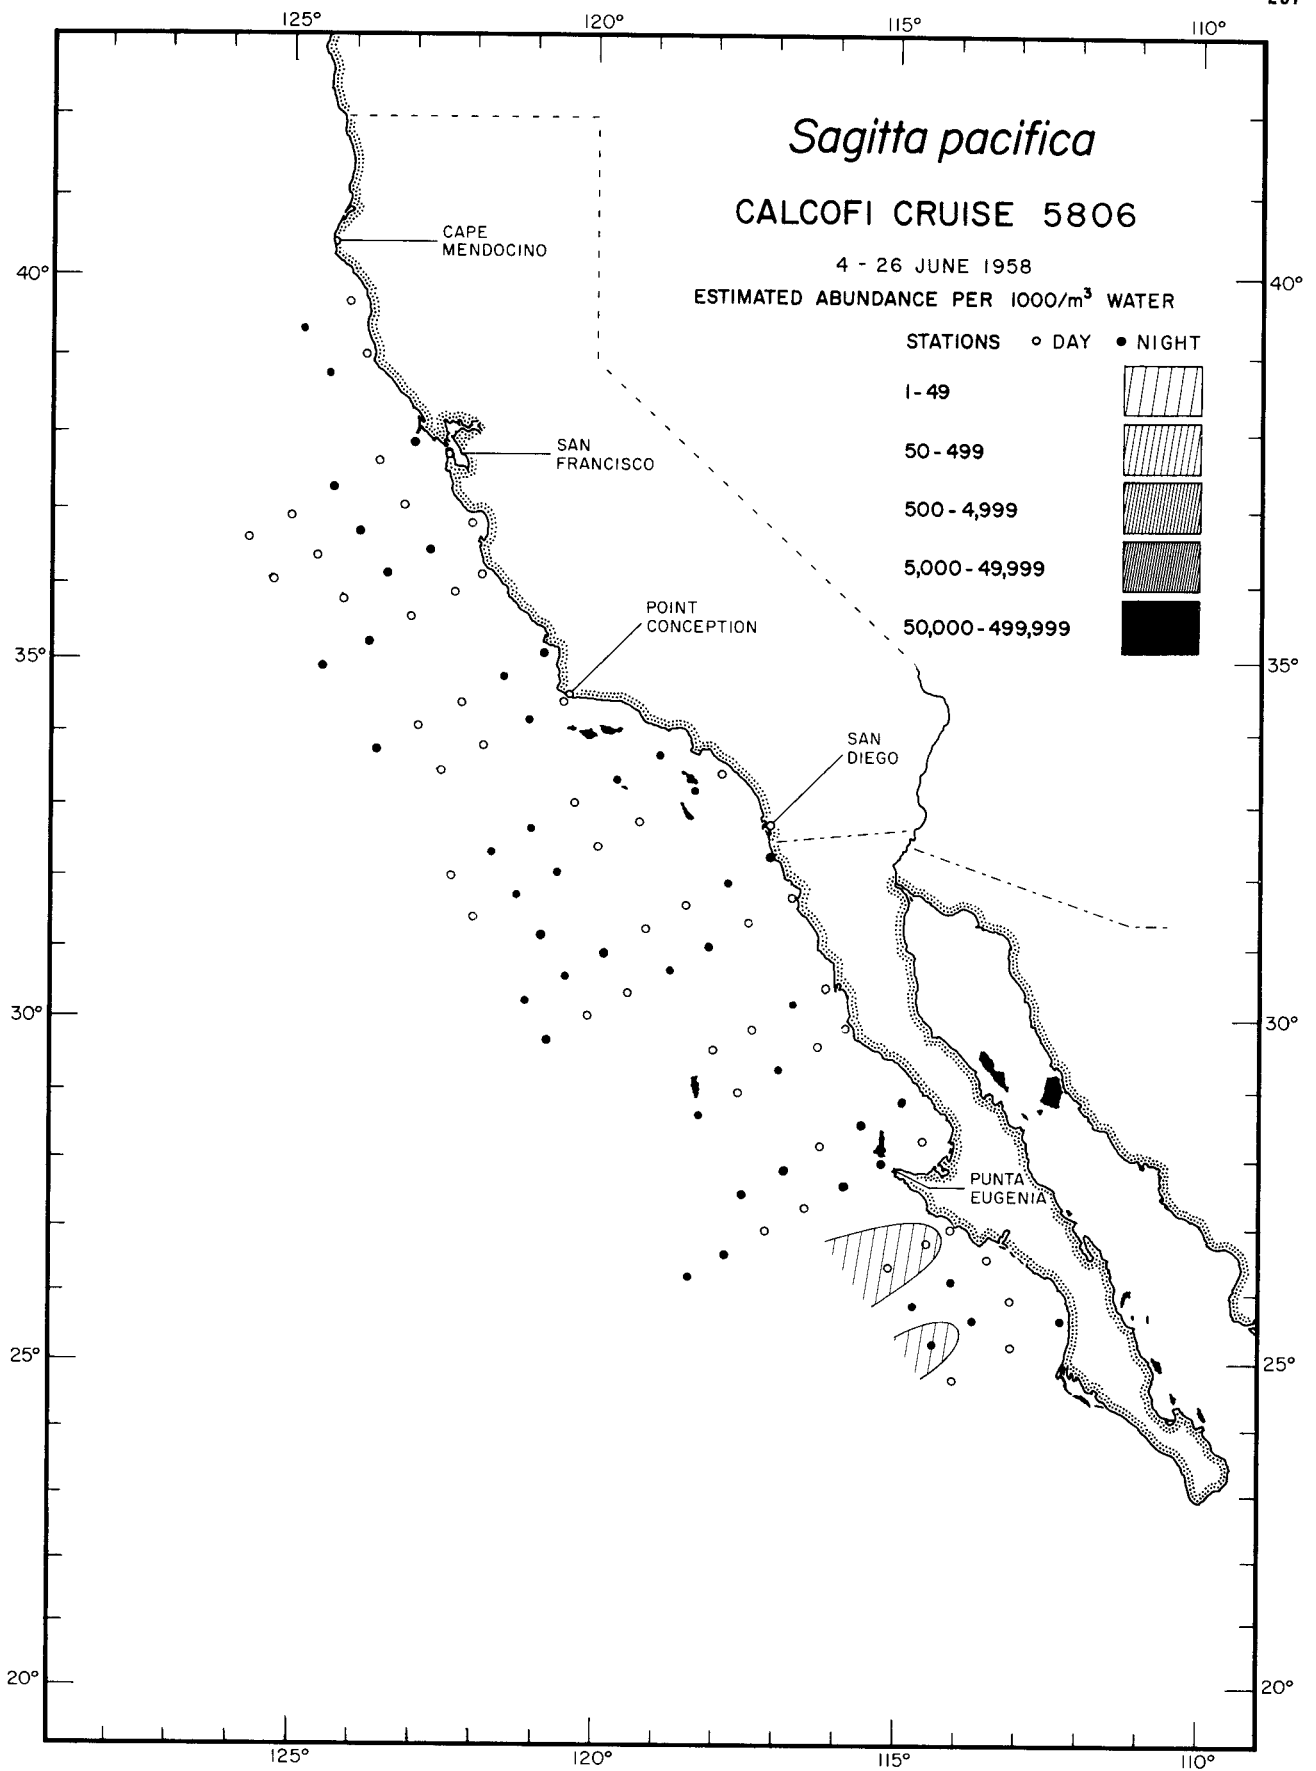 125°
120°
115°
110°
Sagitta pacifica
CALCOFI CRUISE 5806
4 - 26 JUNE 1958
ESTIMATED ABUNDANCE PER 1000/m³ WATER
STATIONS ○ DAY ● NIGHT
1-49
50-499
500-4,999
5,000-49,999
50,000-499,999
CAPE
MENDOCINO
40°
40°
SAN
FRANCISCO
POINT
CONCEPTION
35°
35°
SAN
DIEGO
30°
30°
PUNTA
EUGENIA
25°
25°
20°
20°
125°
120°
115°
110°